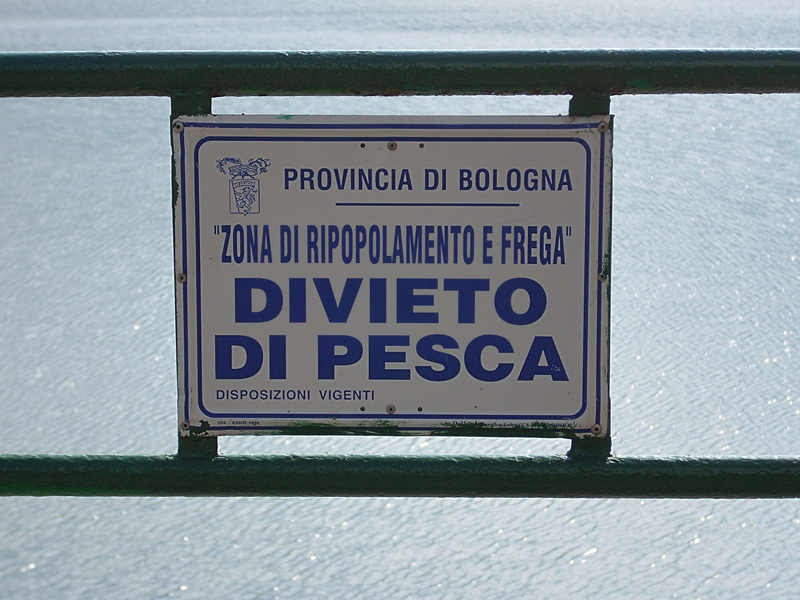 PROVINCIA DI BOLOGNA
"ZONA DI RIPOPOLAMENTO E FREGA"
DIVIETO
DI PESCA
DISPOSIZIONI VIGENTI